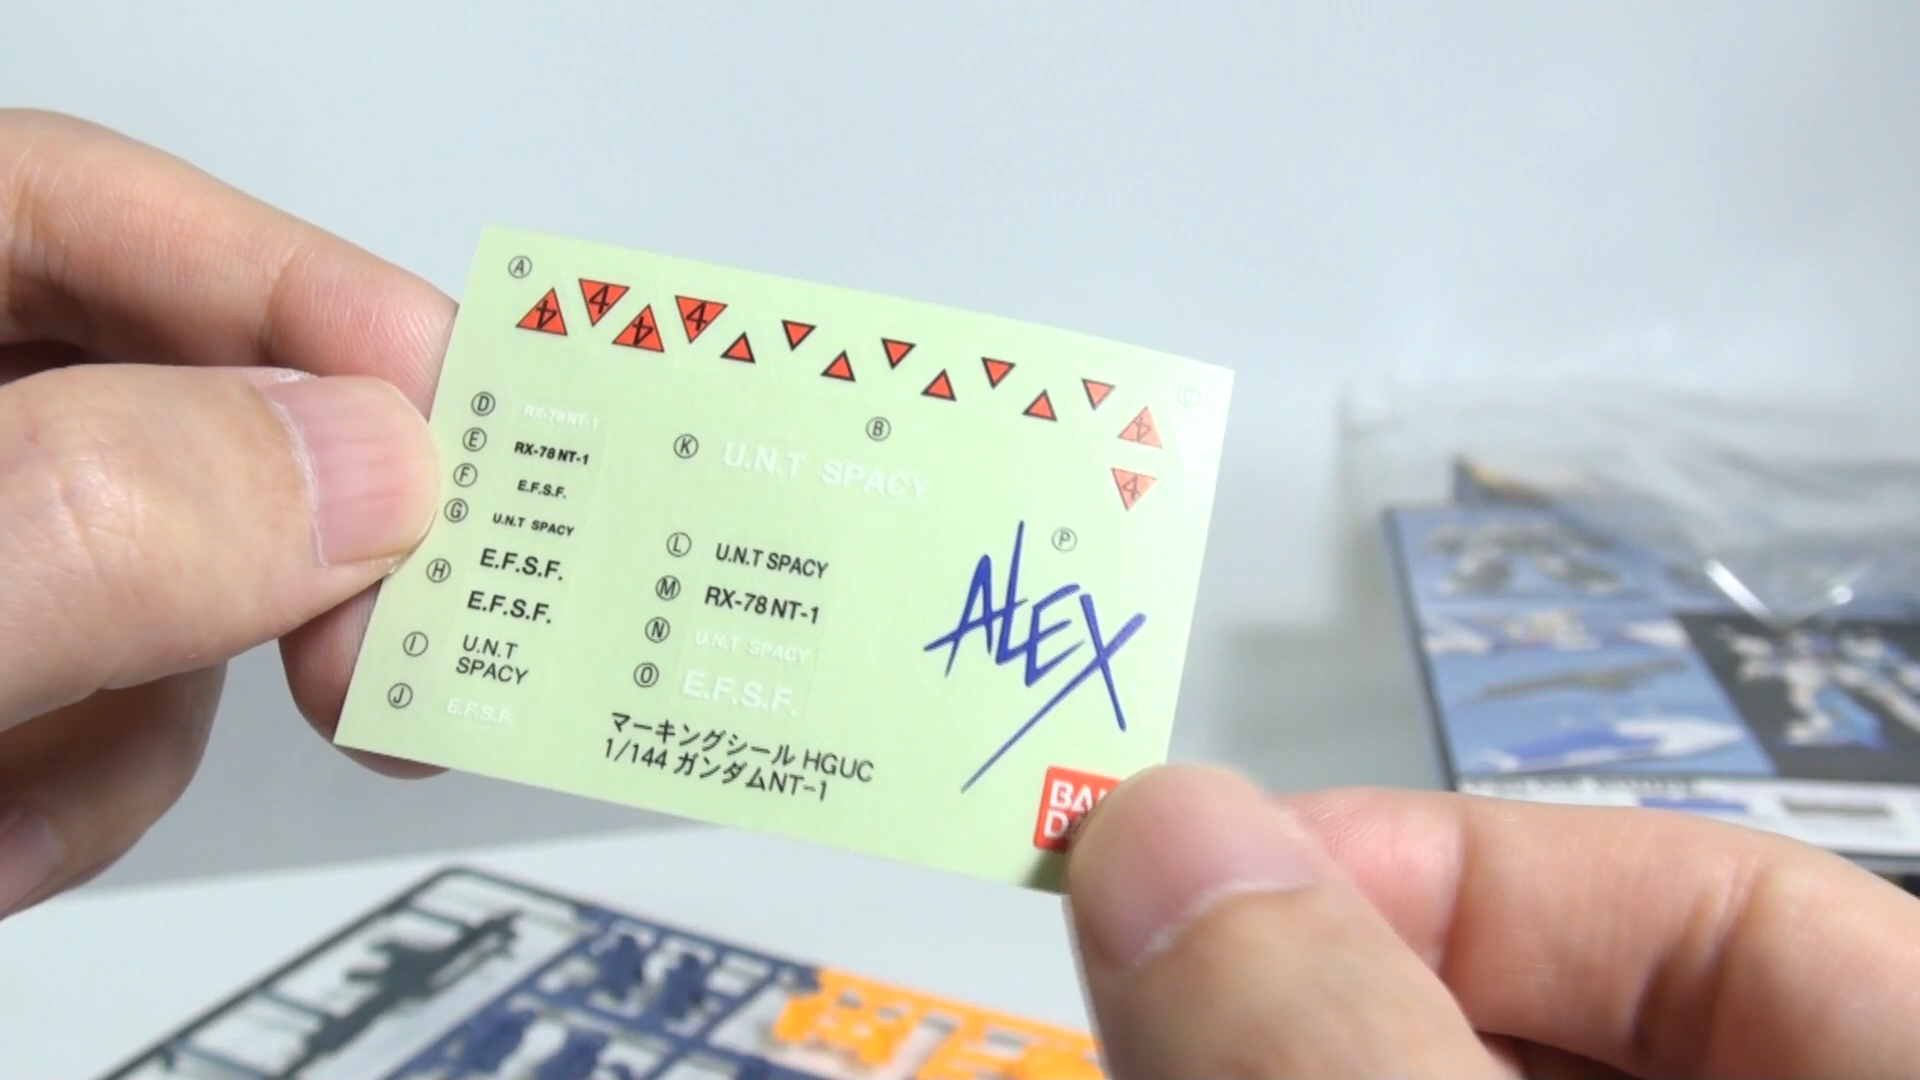 Ⓐ
4 4 4 4
4
4
Ⓑ
Ⓓ RX-78 NT-1
Ⓔ RX-78 NT-1
Ⓕ E.F.S.F.
Ⓖ U.N.T SPACY
Ⓗ E.F.S.F.
E.F.S.F.
Ⓘ U.N.T
SPACY
Ⓙ E.F.S.F.
Ⓚ U.N.T SPACY
Ⓛ U.N.T SPACY
Ⓜ RX-78 NT-1
Ⓝ U.N.T SPACY
Ⓞ E.F.S.F.
Ⓟ
ALEX
マーキングシール HGUC
1/144 ガンダムNT-1